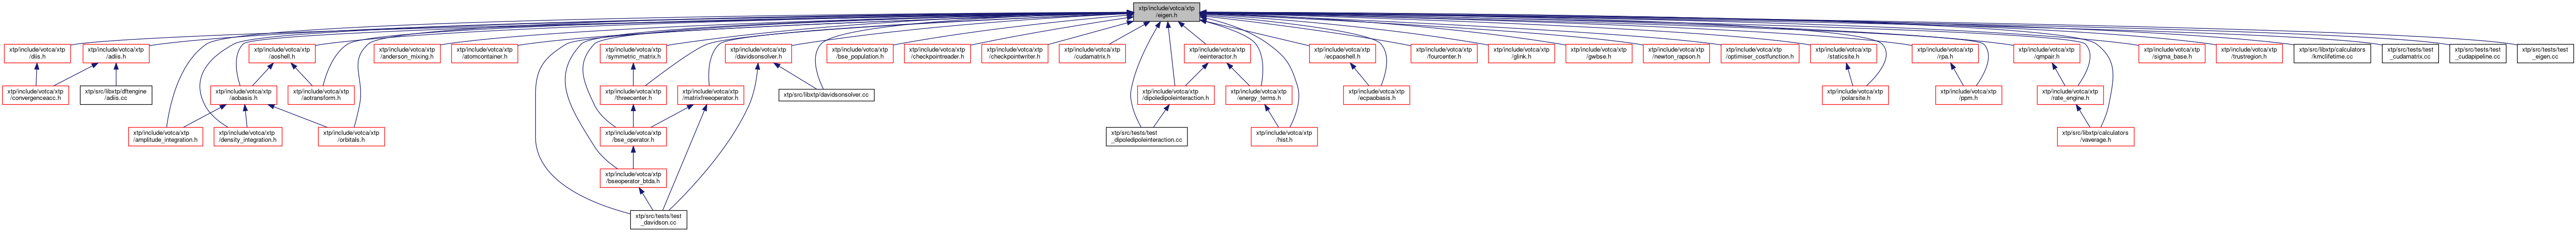 xtp/include/votca/xtp
/eigen.h
xtp/include/votca/xtp
/diis.h
xtp/include/votca/xtp
/adiis.h
xtp/include/votca/xtp
/aoshell.h
xtp/include/votca/xtp
/anderson_mixing.h
xtp/include/votca/xtp
/atomcontainer.h
xtp/include/votca/xtp
/symmetric_matrix.h
xtp/include/votca/xtp
/davidsonsolver.h
xtp/include/votca/xtp
/bse_population.h
xtp/include/votca/xtp
/checkpointreader.h
xtp/include/votca/xtp
/checkpointwriter.h
xtp/include/votca/xtp
/cudamatrix.h
xtp/include/votca/xtp
/eeinteractor.h
xtp/include/votca/xtp
/ecpaoshell.h
xtp/include/votca/xtp
/fourcenter.h
xtp/include/votca/xtp
/glink.h
xtp/include/votca/xtp
/gwbse.h
xtp/include/votca/xtp
/newton_rapson.h
xtp/include/votca/xtp
/optimiser_costfunction.h
xtp/include/votca/xtp
/staticsite.h
xtp/include/votca/xtp
/rpa.h
xtp/include/votca/xtp
/qmpair.h
xtp/include/votca/xtp
/sigma_base.h
xtp/include/votca/xtp
/trustregion.h
xtp/src/libxtp/calculators
/kmclifetime.cc
xtp/src/tests/test
_cudamatrix.cc
xtp/src/tests/test
_cudapipeline.cc
xtp/src/tests/test
_eigen.cc
xtp/include/votca/xtp
/convergenceacc.h
xtp/src/libxtp/dftengine
/adiis.cc
xtp/include/votca/xtp
/aobasis.h
xtp/include/votca/xtp
/aotransform.h
xtp/include/votca/xtp
/threecenter.h
xtp/include/votca/xtp
/matrixfreeoperator.h
xtp/src/libxtp/davidsonsolver.cc
xtp/include/votca/xtp
/dipoledipoleinteraction.h
xtp/include/votca/xtp
/energy_terms.h
xtp/include/votca/xtp
/ecpaobasis.h
xtp/include/votca/xtp
/polarsite.h
xtp/include/votca/xtp
/ppm.h
xtp/include/votca/xtp
/rate_engine.h
xtp/include/votca/xtp
/amplitude_integration.h
xtp/include/votca/xtp
/density_integration.h
xtp/include/votca/xtp
/orbitals.h
xtp/include/votca/xtp
/bse_operator.h
xtp/src/tests/test
_dipoledipoleinteraction.cc
xtp/include/votca/xtp
/hist.h
xtp/src/libxtp/calculators
/vaverage.h
xtp/include/votca/xtp
/bseoperator_btda.h
xtp/src/tests/test
_davidson.cc